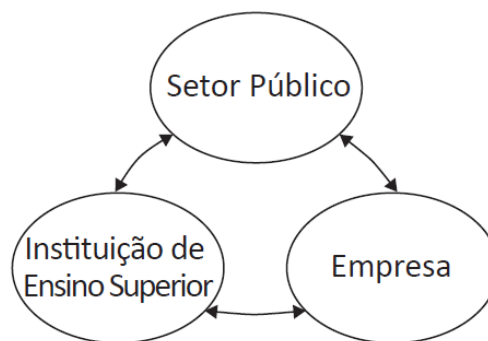 Setor Público
Instituição de
Ensino Superior
Empresa